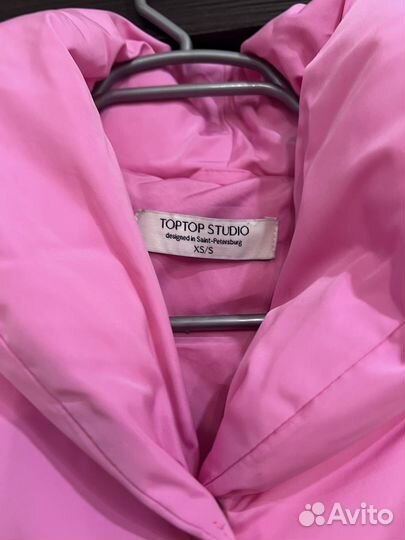 TOPTOP STUDIO
designed in Saint-Petersburg
XS/S
Avito